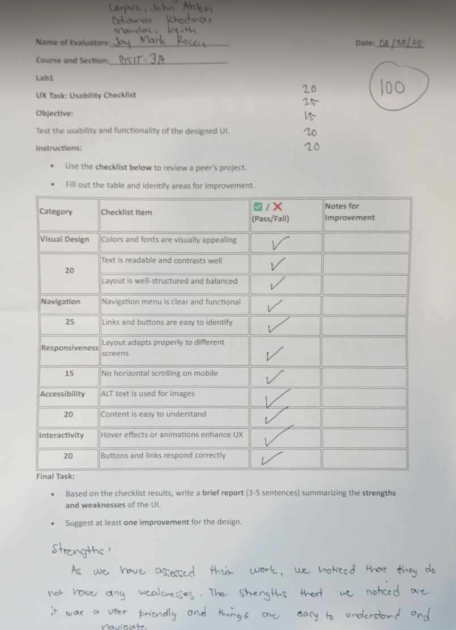 Carpio, John Ahlen
Khedmar
Keith
Name of Evaluators: Jay Mark
Date:
Course and Section: BSIT - 3A
Lab1
UX Task: Usability Checklist
Objective:
Test the usability and functionality of the designed UI.
Instructions:
20
25
15
20
20
100
• Use the checklist below to review a peer's project.
• Fill out the table and identify areas for improvement.
Category Checklist Item ✅ / ❌ (Pass/Fail) Notes for Improvement
Visual Design Colors and fonts are visually appealing ✓
20 Text is readable and contrasts well ✓
Layout is well-structured and balanced ✓
Navigation Navigation menu is clear and functional ✓
25 Links and buttons are easy to identify ✓
Responsiveness Layout adapts properly to different screens ✓
15 No horizontal scrolling on mobile ✓
Accessibility ALT text is used for images ✓
20 Content is easy to understand ✓
Interactivity Hover effects or animations enhance UX ✓
20 Buttons and links respond correctly ✓
Final Task:
• Based on the checklist results, write a brief report (3-5 sentences) summarizing the strengths
and weaknesses of the UI.
• Suggest at least one improvement for the design.
Strengths:
As we have assessed their work, we noticed that they do
not have any weaknesses. The strengths that we noticed are
it was a user friendly and things are easy to understand and
navigate.